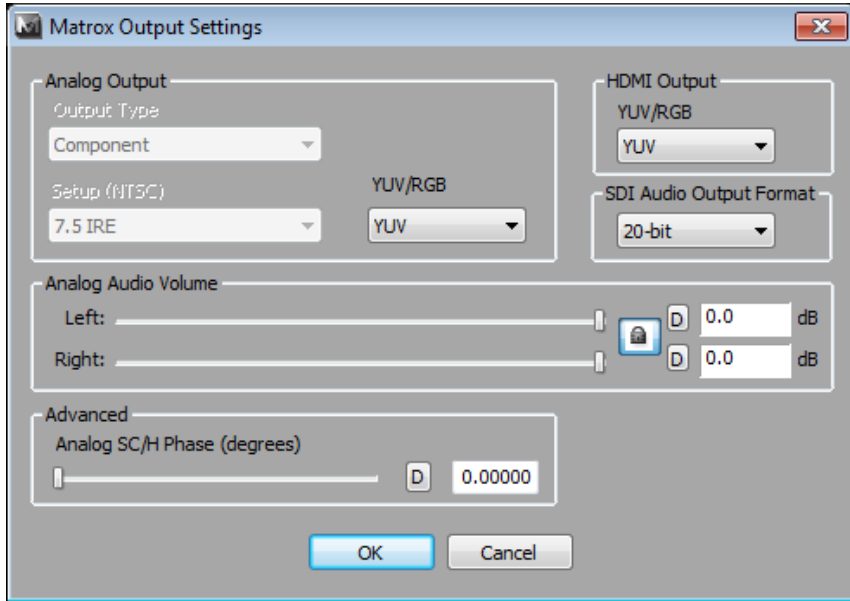 Matrox Output Settings
Analog Output
Output Type
Component
Setup (NTSC)
7.5 IRE
YUV/RGB
YUV
HDMI Output
YUV/RGB
YUV
SDI Audio Output Format
20-bit
Analog Audio Volume
Left:
D
0.0
dB
Right:
D
0.0
dB
Advanced
Analog SC/H Phase (degrees)
D
0.00000
OK
Cancel